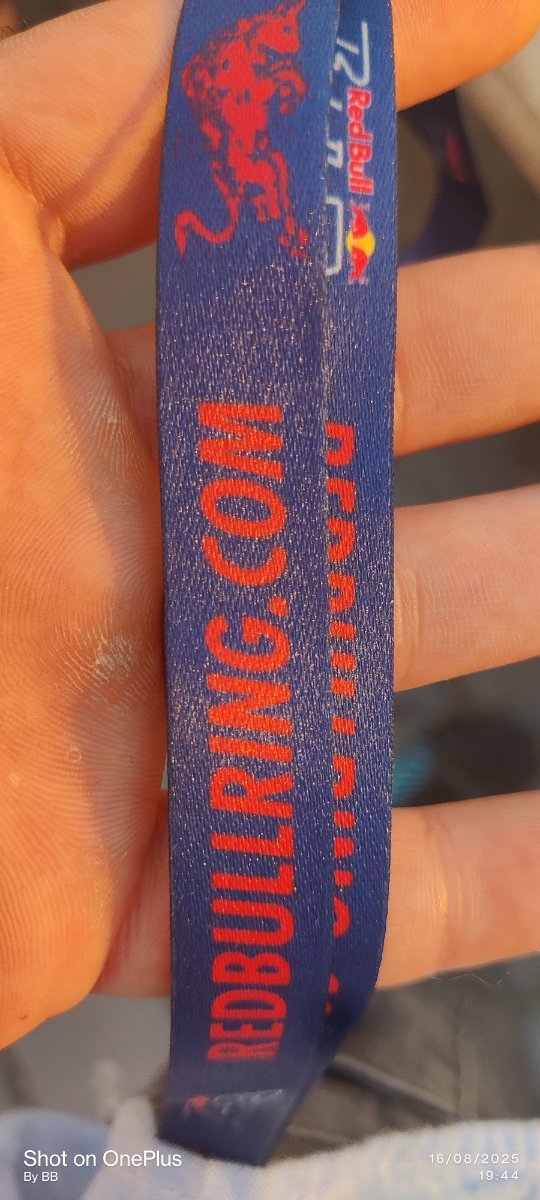 Red Bull
REDBULLRING.COM
Shot on OnePlus
By BB
16/08/2025
19:44